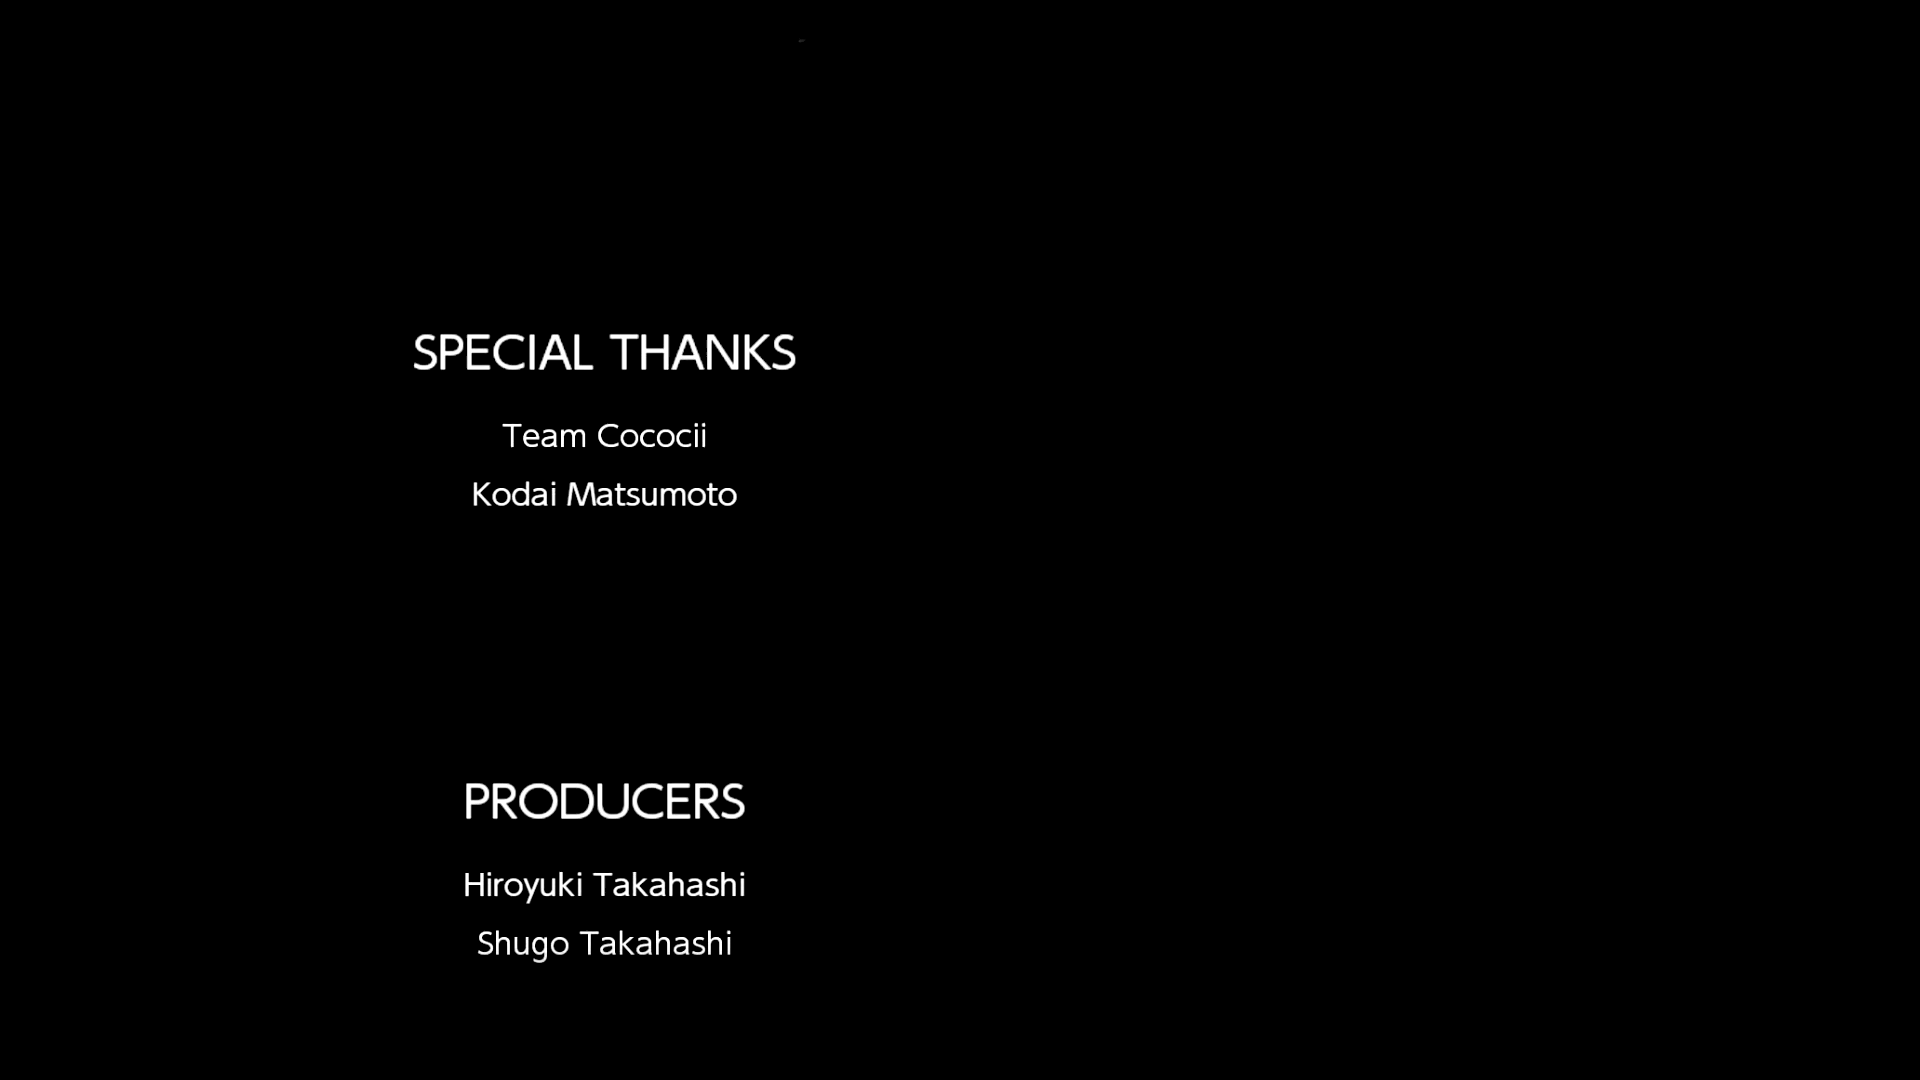 SPECIAL THANKS
Team Cococii
Kodai Matsumoto
PRODUCERS
Hiroyuki Takahashi
Shugo Takahashi